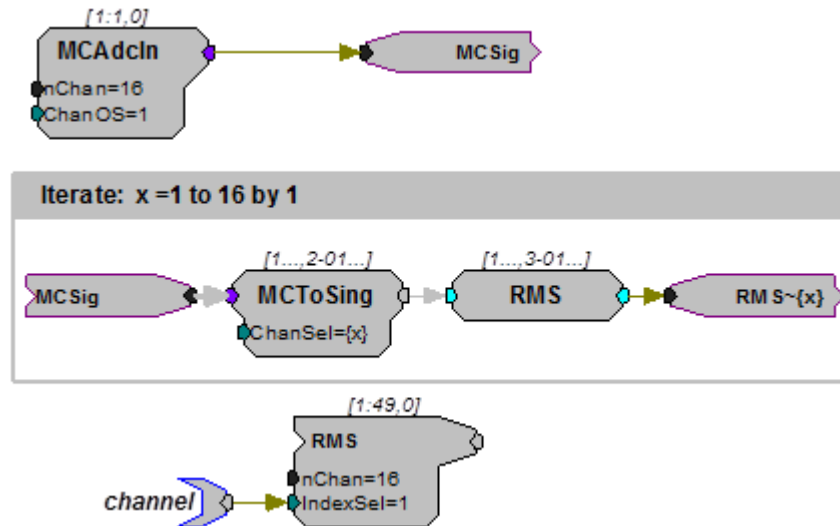 [1:1,0]
MCAdcIn
MCSig
nChan=16
ChanOS=1
Iterate: x =1 to 16 by 1
[1...,2-01...]
[1...,3-01...]
MCSig
MCToSing
RMS
RMS~{x}
ChanSel={x}
[1:49,0]
RMS
nChan=16
channel
IndexSel=1